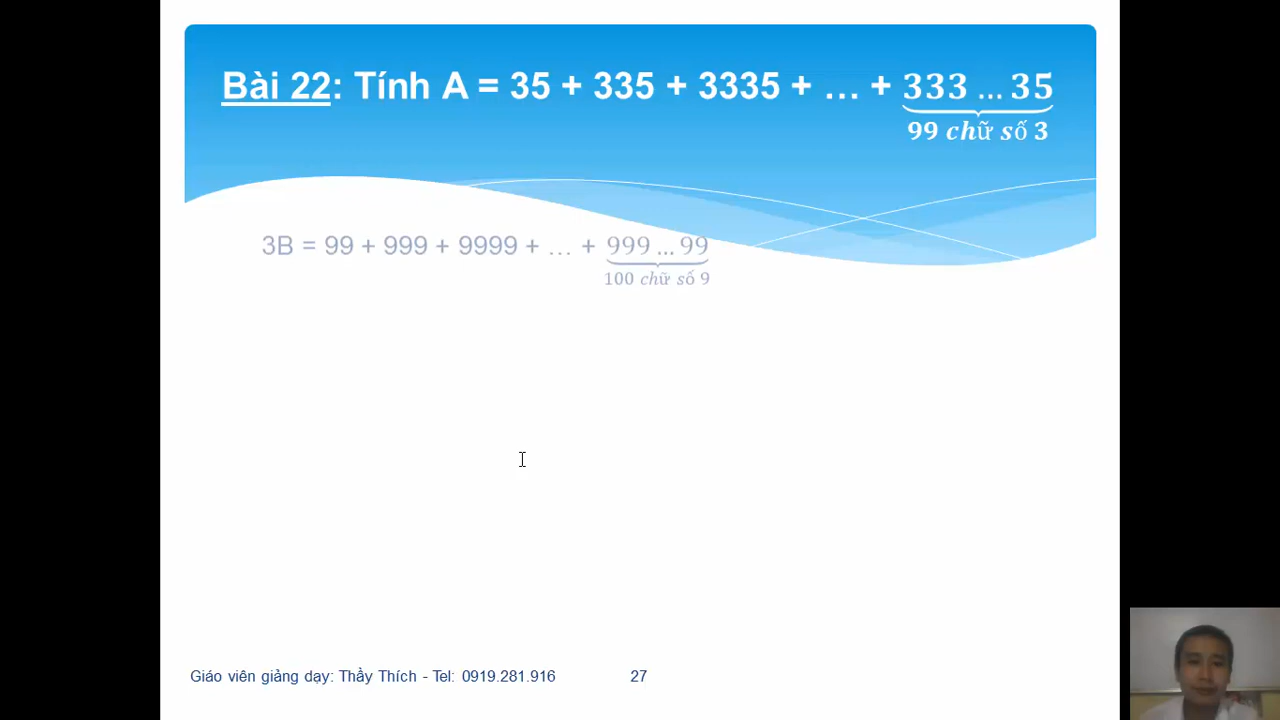 Bài 22: Tính A = 35 + 335 + 3335 + … + 333 … 35
99 chữ số 3
3B = 99 + 999 + 9999 + … + 999 … 99
100 chữ số 9
Giáo viên giảng dạy: Thầy Thích - Tel: 0919.281.916 27